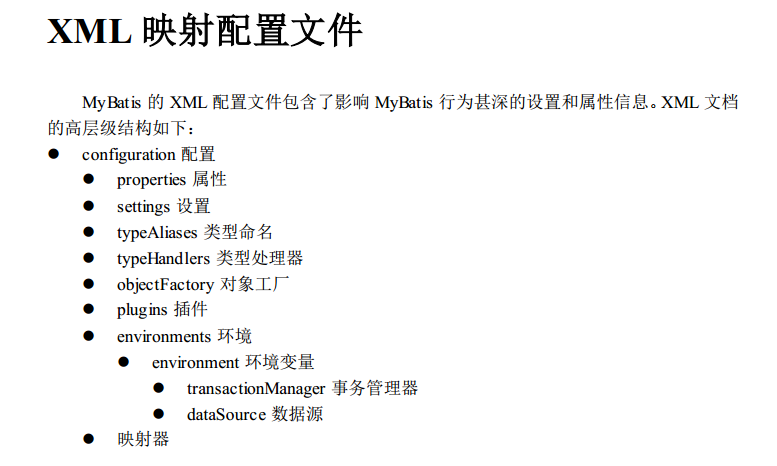 XML 映射配置文件
MyBatis 的 XML 配置文件包含了影响 MyBatis 行为甚深的设置和属性信息。XML 文档
的高层级结构如下：
● configuration 配置
● properties 属性
● settings 设置
● typeAliases 类型命名
● typeHandlers 类型处理器
● objectFactory 对象工厂
● plugins 插件
● environments 环境
● environment 环境变量
● transactionManager 事务管理器
● dataSource 数据源
● 映射器